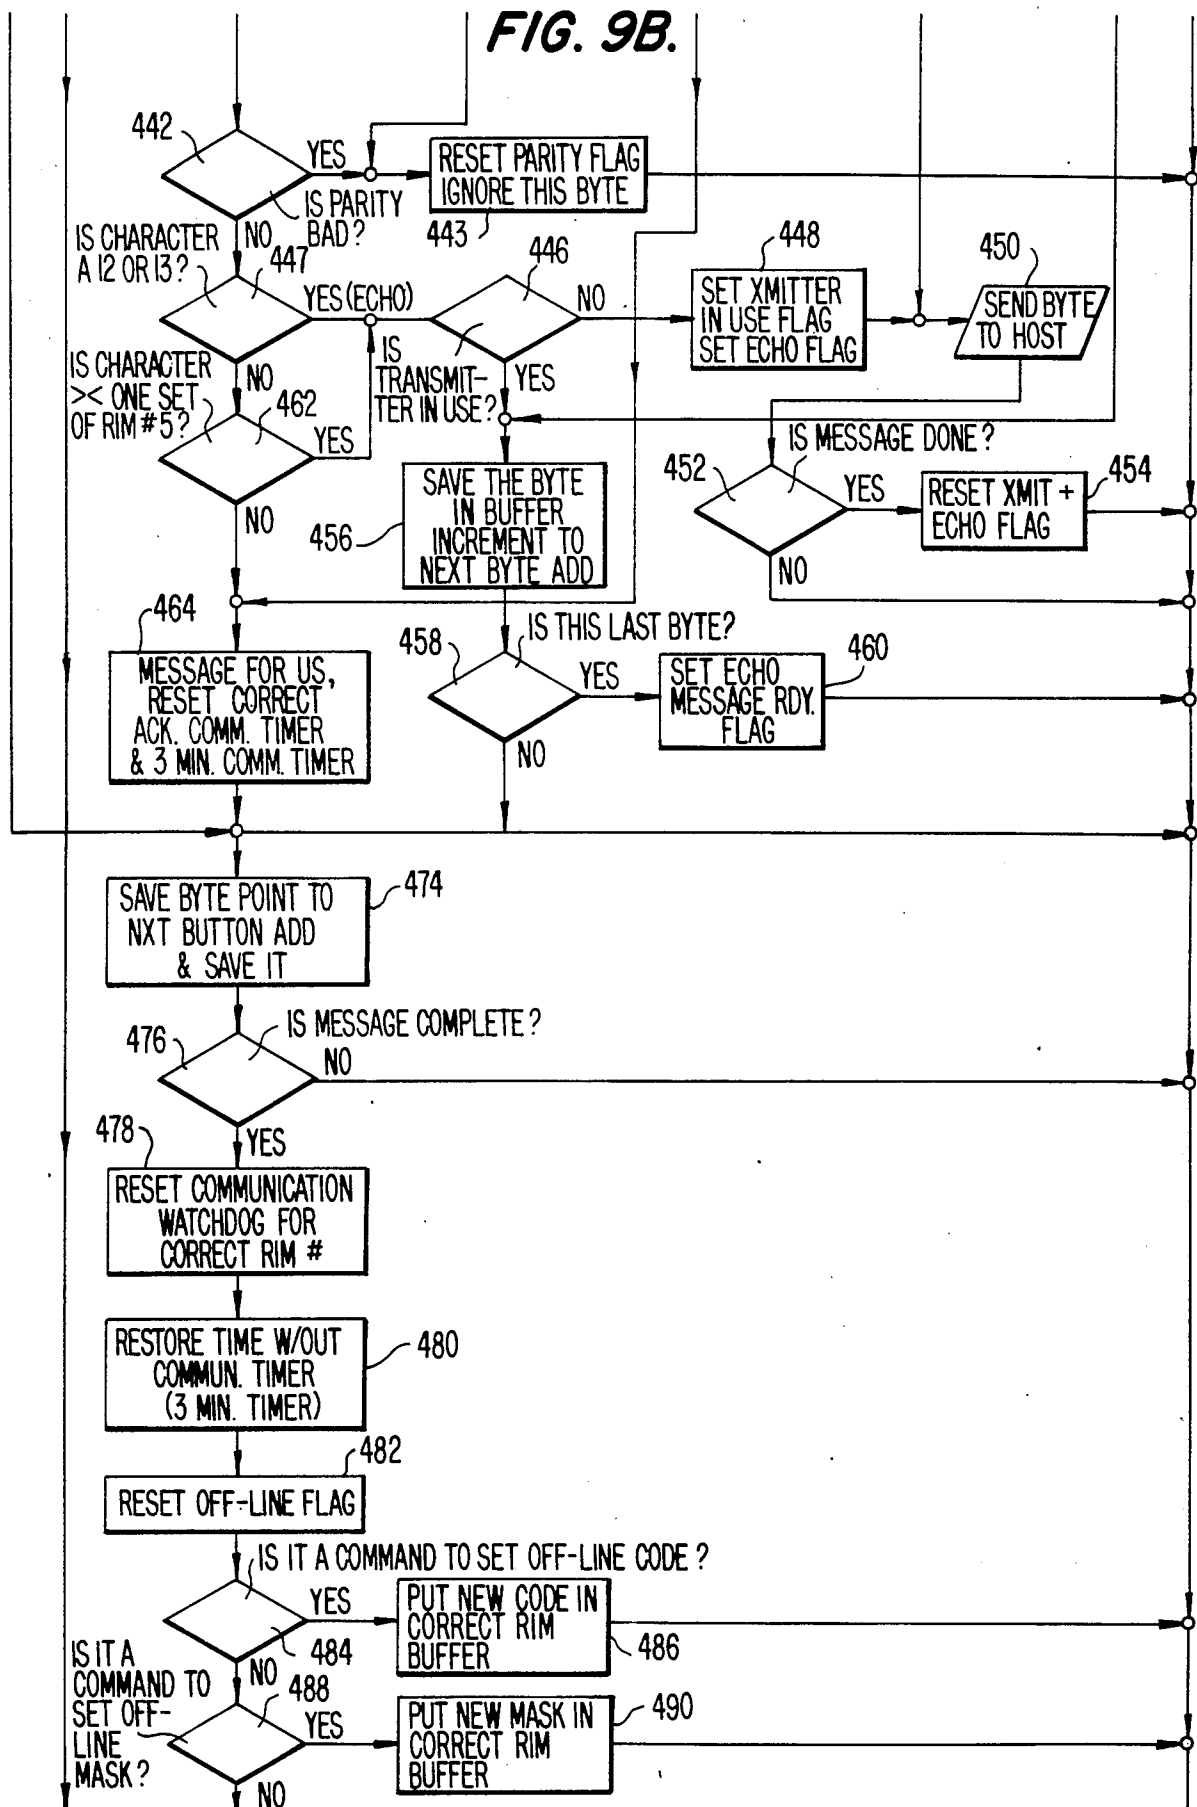 FIG. 9B.
442
YES
IS PARITY
BAD?
NO
RESET PARITY FLAG
IGNORE THIS BYTE
443
IS CHARACTER
A 12 OR 13?
447
YES (ECHO)
NO
446
IS
TRANSMIT-
TER IN USE?
NO
YES
448
SET XMITTER
IN USE FLAG
SET ECHO FLAG
450
SEND BYTE
TO HOST
IS CHARACTER
>< ONE SET
OF RIM #5?
462
YES
NO
SAVE THE BYTE
IN BUFFER
INCREMENT TO
NEXT BYTE ADD
456
IS MESSAGE DONE?
452
YES
NO
RESET XMIT +
ECHO FLAG
454
464
MESSAGE FOR US,
RESET CORRECT
ACK. COMM. TIMER
& 3 MIN. COMM. TIMER
IS THIS LAST BYTE?
458
YES
NO
SET ECHO
MESSAGE RDY.
FLAG
460
SAVE BYTE POINT TO
NXT BUTTON ADD
& SAVE IT
474
IS MESSAGE COMPLETE?
476
NO
YES
478
RESET COMMUNICATION
WATCHDOG FOR
CORRECT RIM #
RESTORE TIME W/OUT
COMMUN. TIMER
(3 MIN. TIMER)
480
482
RESET OFF-LINE FLAG
IS IT A COMMAND TO SET OFF-LINE CODE?
YES
484
NO
PUT NEW CODE IN
CORRECT RIM
BUFFER
486
IS IT A
COMMAND TO
SET OFF-
LINE
MASK?
488
YES
NO
PUT NEW MASK IN
CORRECT RIM
BUFFER
490